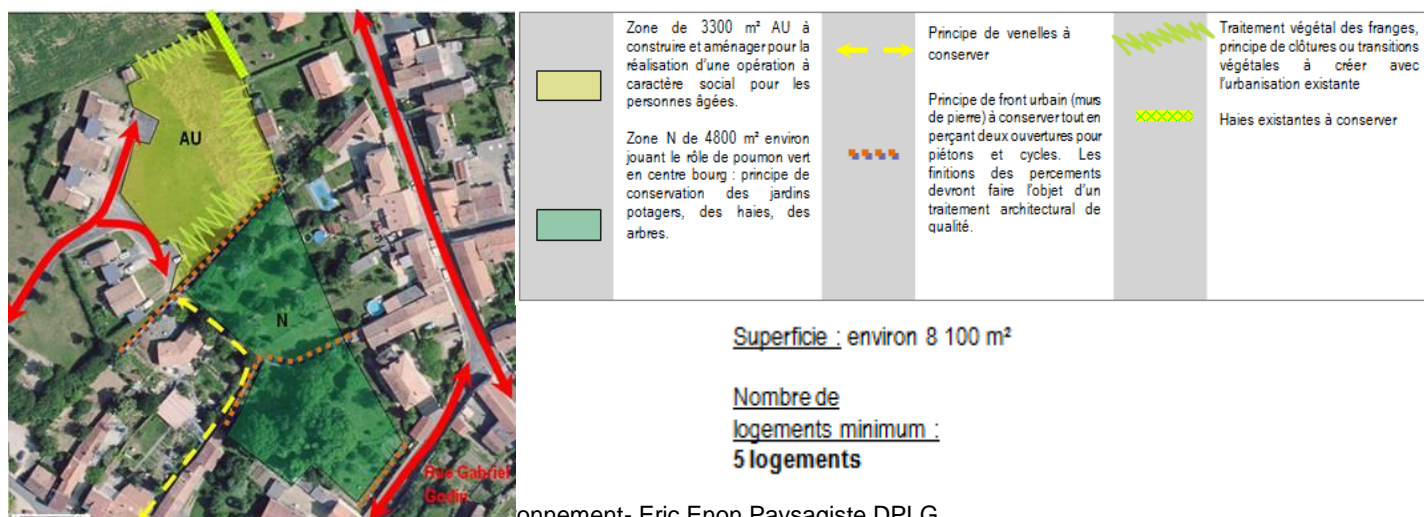 AU
N
Rue Gabriel
Godin
Zone de 3300 m² AU à
construire et aménager pour la
réalisation d'une opération à
caractère social pour les
personnes âgées.
Zone N de 4800 m² environ
jouant le rôle de poumon vert
en centre bourg : principe de
conservation des jardins
potagers, des haies, des
arbres.
Principe de venelles à
conserver
Principe de front urbain (murs
de pierre) à conserver tout en
perçant deux ouvertures pour
piétons et cycles. Les
finitions des percements
devront faire l'objet d'un
traitement architectural de
qualité.
Traitement végétal des franges,
principe de clôtures ou transitions
végétales à créer avec
l'urbanisation existante
Haies existantes à conserver
Superficie : environ 8 100 m²
Nombre de
logements minimum :
5 logements
onnement- Eric Enon Paysagiste DPLG